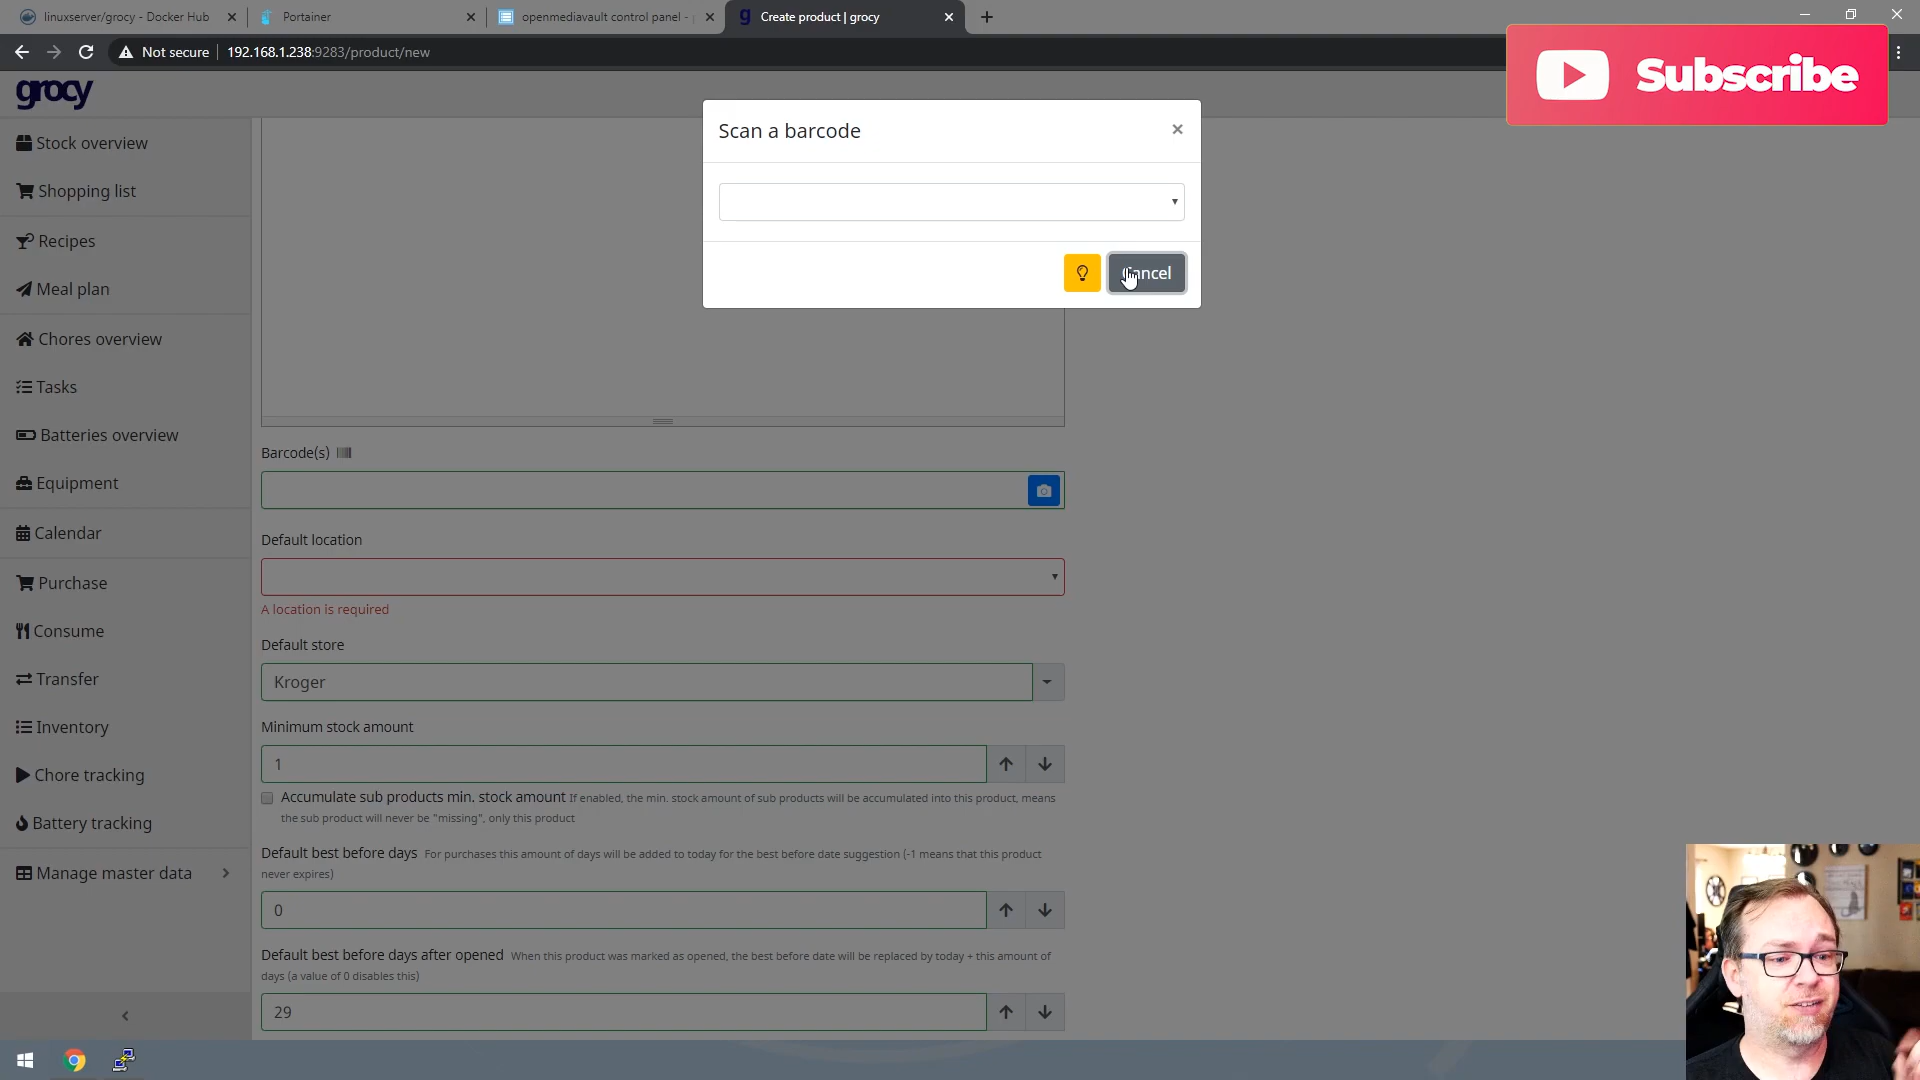 linuxserver/grocy - Docker Hub
Portainer
openmediavault control panel -
Create product | grocy
Not secure
192.168.1.238:9283/product/new
Subscribe
grocy
Scan a barcode
Cancel
Stock overview
Shopping list
Recipes
Meal plan
Chores overview
Tasks
Batteries overview
Equipment
Calendar
Purchase
Consume
Transfer
Inventory
Chore tracking
Battery tracking
Manage master data
Barcode(s)
Default location
A location is required
Default store
Kroger
Minimum stock amount
1
Accumulate sub products min. stock amount If enabled, the min. stock amount of sub products will be accumulated into this product, means
the sub product will never be "missing", only this product
Default best before days For purchases this amount of days will be added to today for the best before date suggestion (-1 means that this product
never expires)
0
Default best before days after opened When this product was marked as opened, the best before date will be replaced by today + this amount of
days (a value of 0 disables this)
29